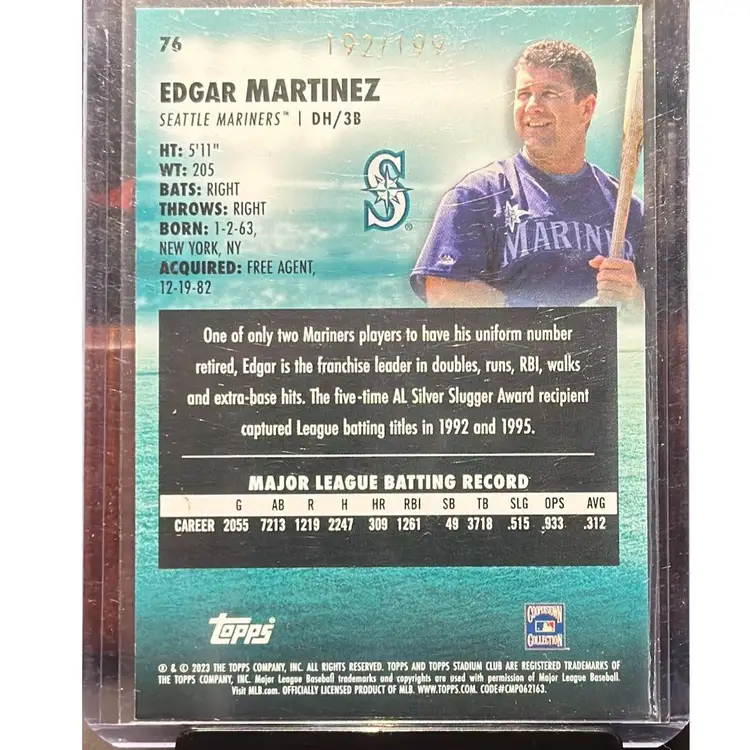 76
192/199
EDGAR MARTINEZ
SEATTLE MARINERS™ | DH/3B
HT: 5'11"
WT: 205
BATS: RIGHT
THROWS: RIGHT
BORN: 1-2-63,
NEW YORK, NY
ACQUIRED: FREE AGENT,
12-19-82
S®
MARINE
One of only two Mariners players to have his uniform number
retired, Edgar is the franchise leader in doubles, runs, RBI, walks
and extra-base hits. The five-time AL Silver Slugger Award recipient
captured League batting titles in 1992 and 1995.
MAJOR LEAGUE BATTING RECORD
G AB R H HR RBI SB TB SLG OPS AVG
CAREER 2055 7213 1219 2247 309 1261 49 3718 .515 .933 .312
topps
COOPERSTOWN
COLLECTION
® & © 2023 THE TOPPS COMPANY, INC. ALL RIGHTS RESERVED. TOPPS AND TOPPS STADIUM CLUB ARE REGISTERED TRADEMARKS OF
THE TOPPS COMPANY, INC. Major League Baseball trademarks and copyrights are used with permission of Major League Baseball.
Visit MLB.com. OFFICIALLY LICENSED PRODUCT OF MLB. WWW.TOPPS.COM. CODE#CMP062163.